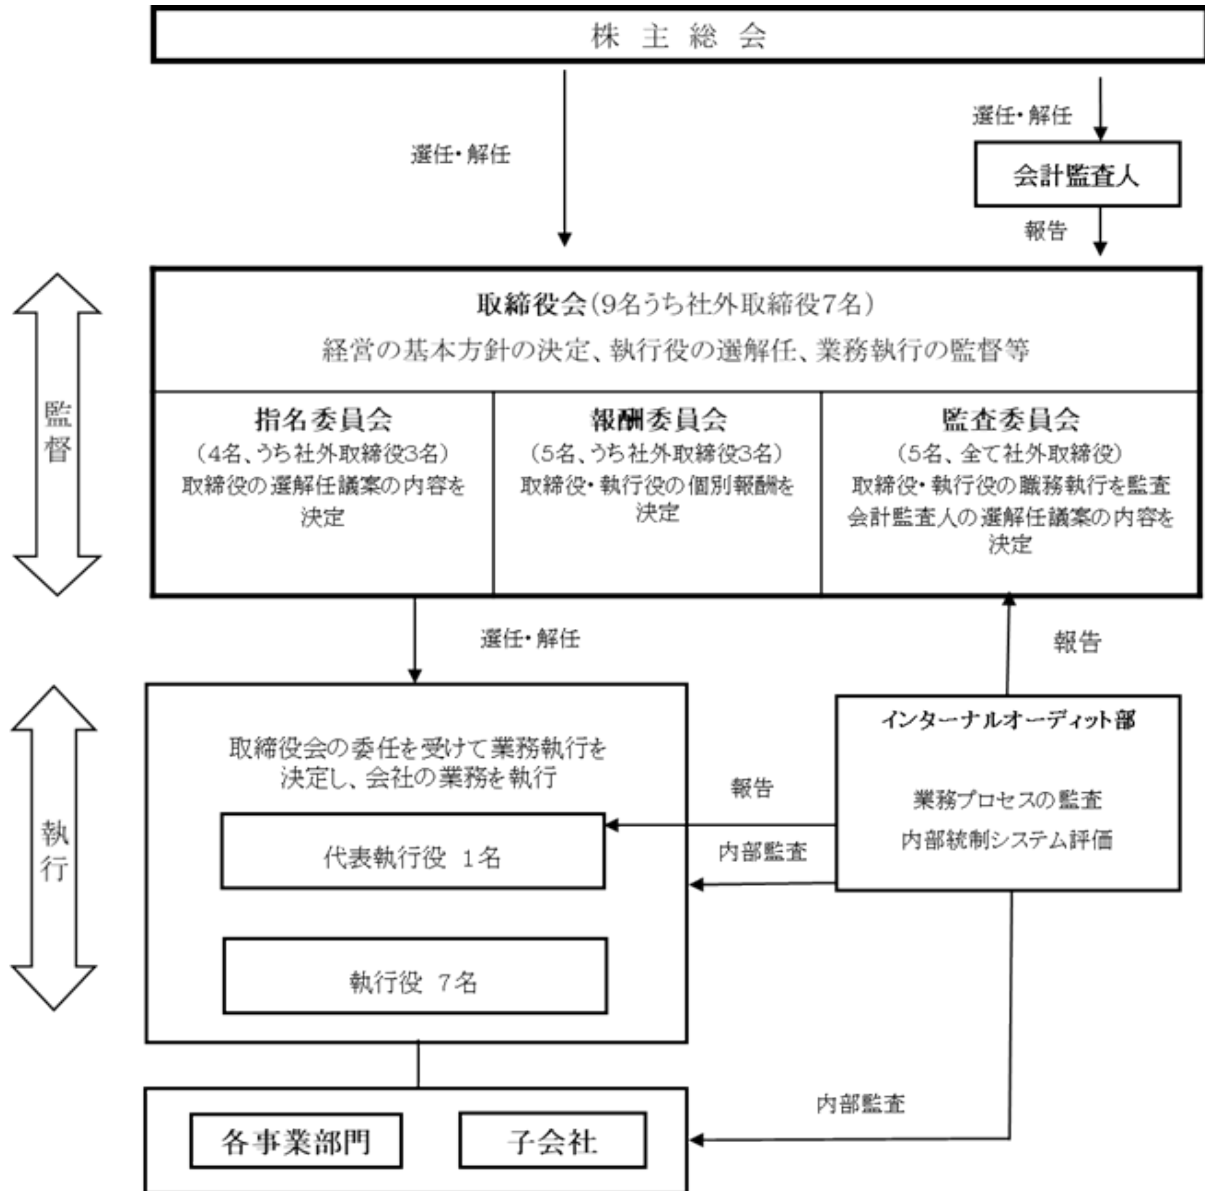 株主総会
選任・解任
選任・解任
会計監査人
報告
監督
取締役会(9名うち社外取締役7名)
経営の基本方針の決定、執行役の選解任、業務執行の監督等
指名委員会
(4名、うち社外取締役3名)
取締役の選解任議案の内容を
決定
報酬委員会
(5名、うち社外取締役3名)
取締役・執行役の個別報酬を
決定
監査委員会
(5名、全て社外取締役)
取締役・執行役の職務執行を監査
会計監査人の選解任議案の内容を
決定
選任・解任
報告
執行
取締役会の委任を受けて業務執行を
決定し、会社の業務を執行
代表執行役 1名
執行役 7名
報告
内部監査
インターナルオーディット部
業務プロセスの監査
内部統制システム評価
内部監査
各事業部門
子会社